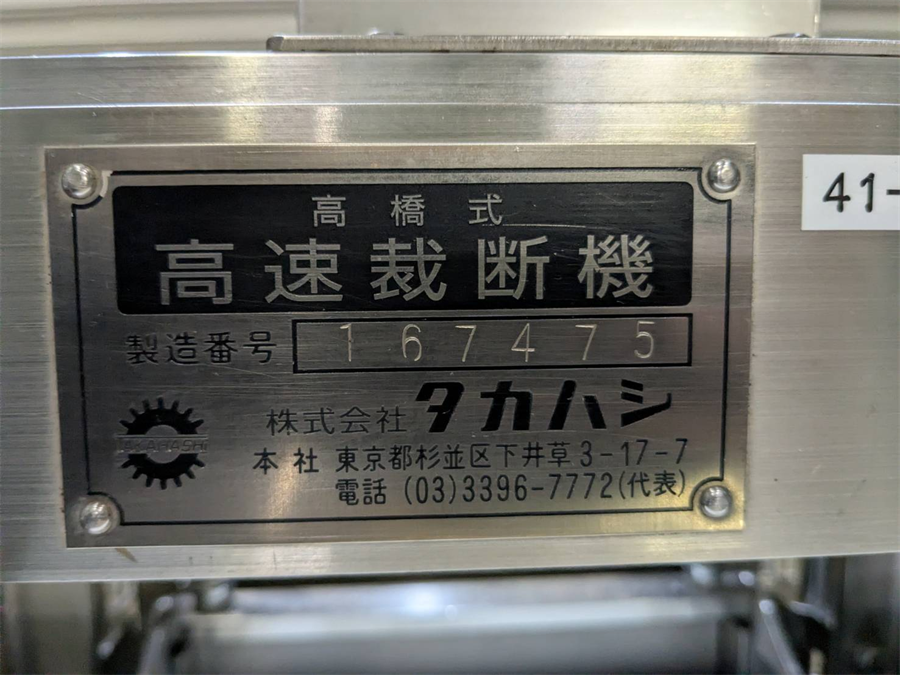 高橋式
高速裁断機
製造番号 167475
TAKAHASHI
株式会社 タカハシ
本社 東京都杉並区下井草3-17-7
電話 (03)3396-7772(代表)
41-